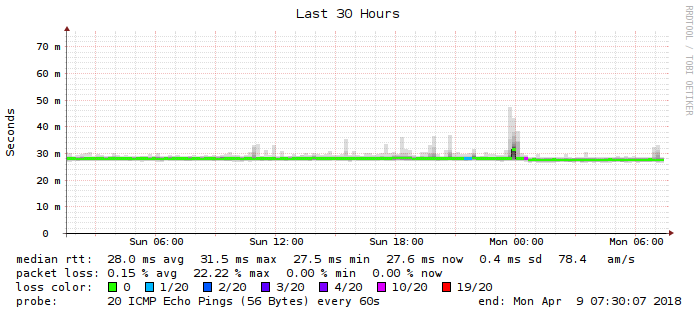 Last 30 Hours
RRDTOOL / TOBI OETIKER
Seconds
70 m
60 m
50 m
40 m
30 m
20 m
10 m
0
Sun 06:00 Sun 12:00 Sun 18:00 Mon 00:00 Mon 06:00
median rtt: 28.0 ms avg 31.5 ms max 27.5 ms min 27.6 ms now 0.4 ms sd 78.4 am/s
packet loss: 0.15 % avg 22.22 % max 0.00 % min 0.00 % now
loss color: 0 1/20 2/20 3/20 4/20 10/20 19/20
probe: 20 ICMP Echo Pings (56 Bytes) every 60s end: Mon Apr 9 07:30:07 2018